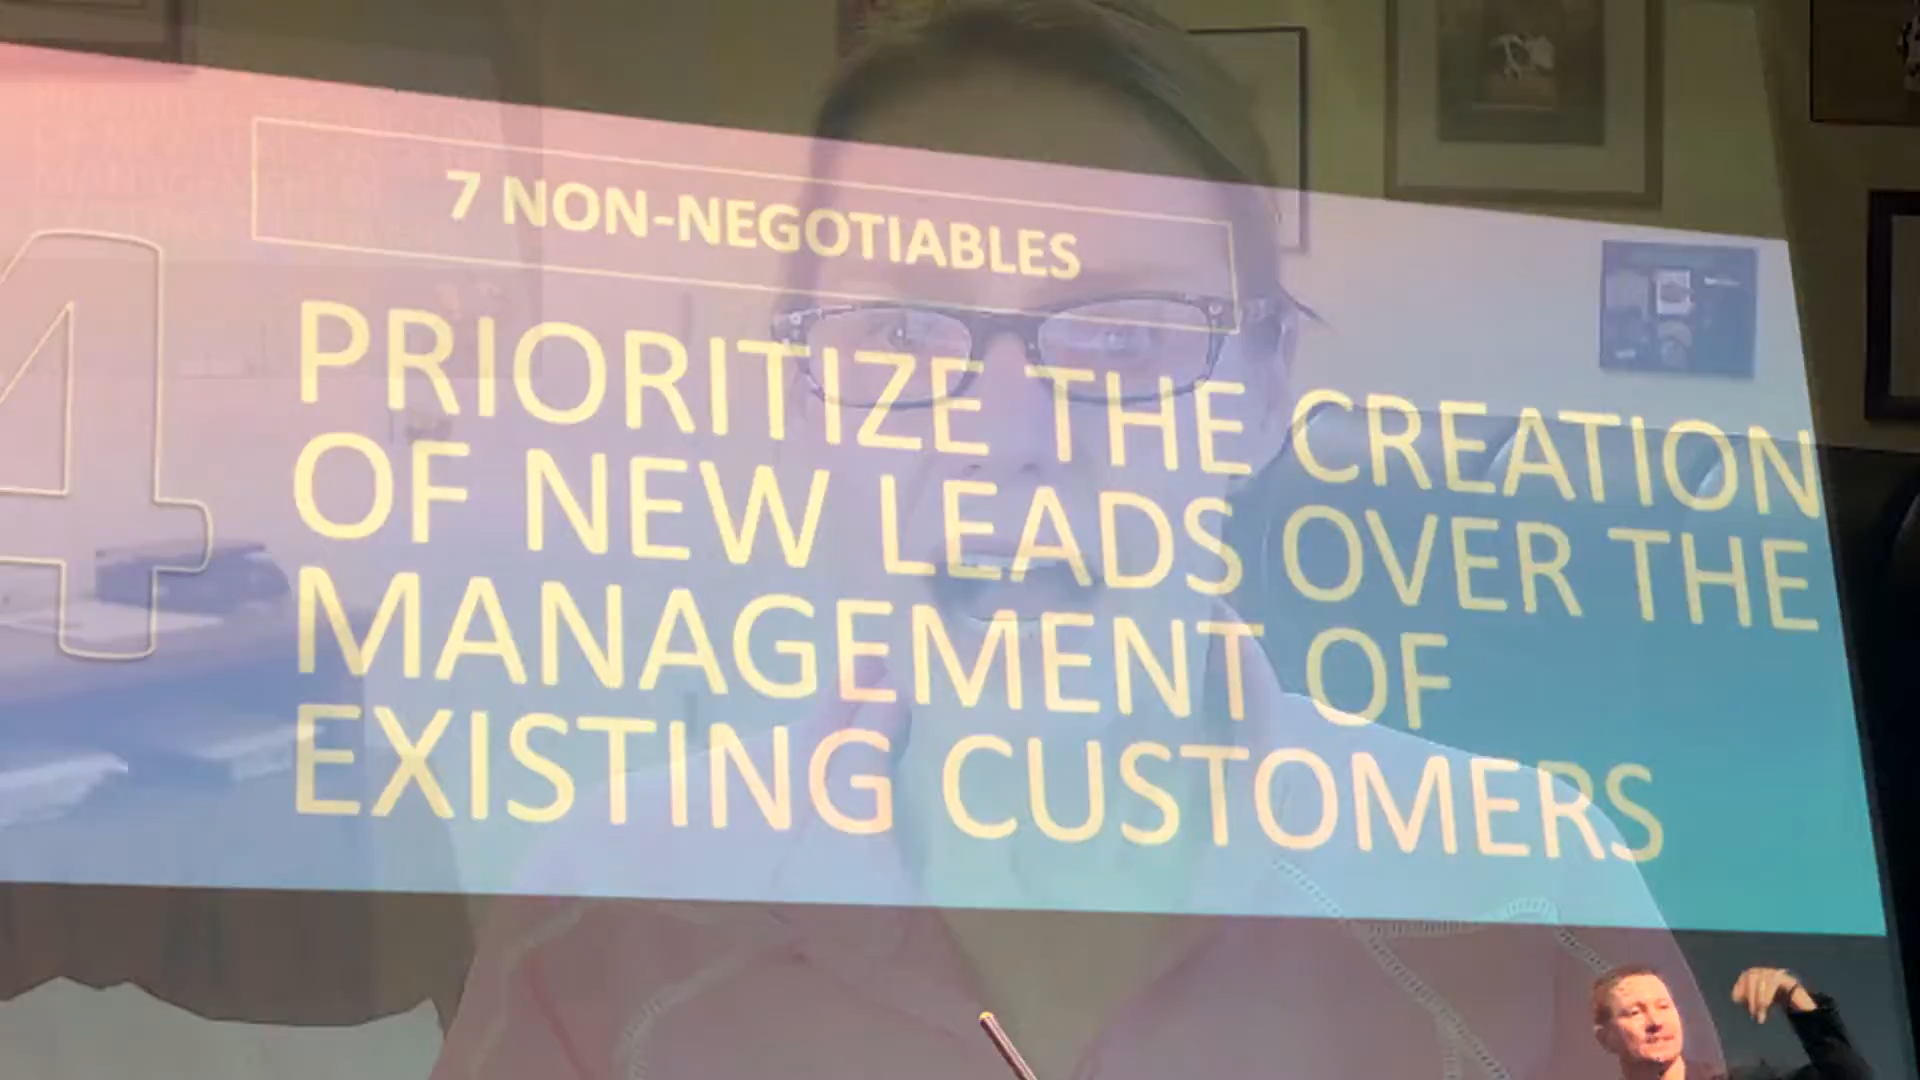 7 NON-NEGOTIABLES
4
PRIORITIZE THE CREATION
OF NEW LEADS OVER THE
MANAGEMENT OF
EXISTING CUSTOMERS